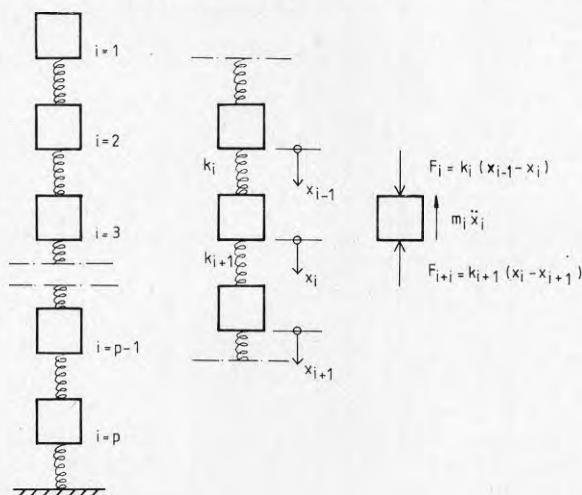 i=1
i=2
i=3
i=p-1
i=p
k_i
x_{i-1}
k_{i+1}
x_i
x_{i+1}
F_i = k_i (x_{i-1} - x_i)
m_i ẍ_i
F_{i+i} = k_{i+1} (x_i - x_{i+1})